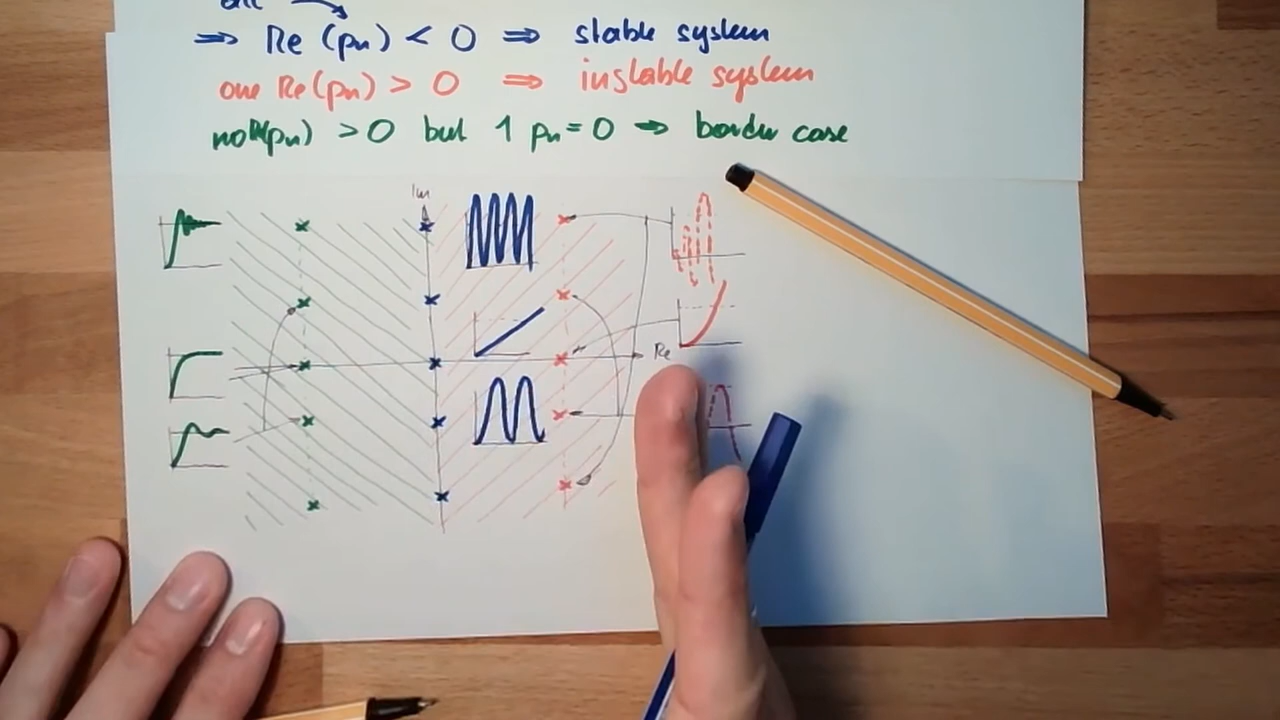 all
⇒ Re (pn) < 0 ⇒ stable system
one Re(pn) > 0 ⇒ instable system
no Re(pn) > 0 but 1 pn = 0 ⇒ border case
Im
Re